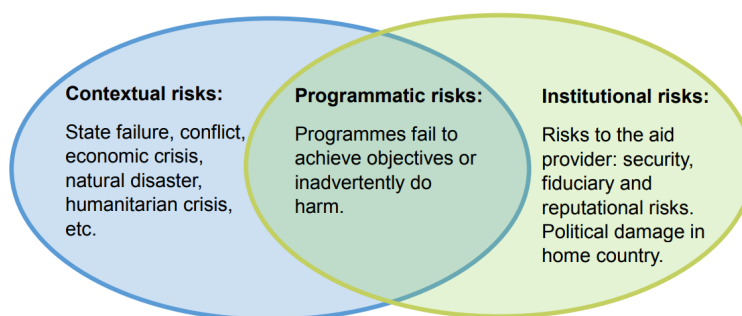 Contextual risks:
State failure, conflict,
economic crisis,
natural disaster,
humanitarian crisis,
etc.
Programmatic risks:
Programmes fail to
achieve objectives or
inadvertently do
harm.
Institutional risks:
Risks to the aid
provider: security,
fiduciary and
reputational risks.
Political damage in
home country.